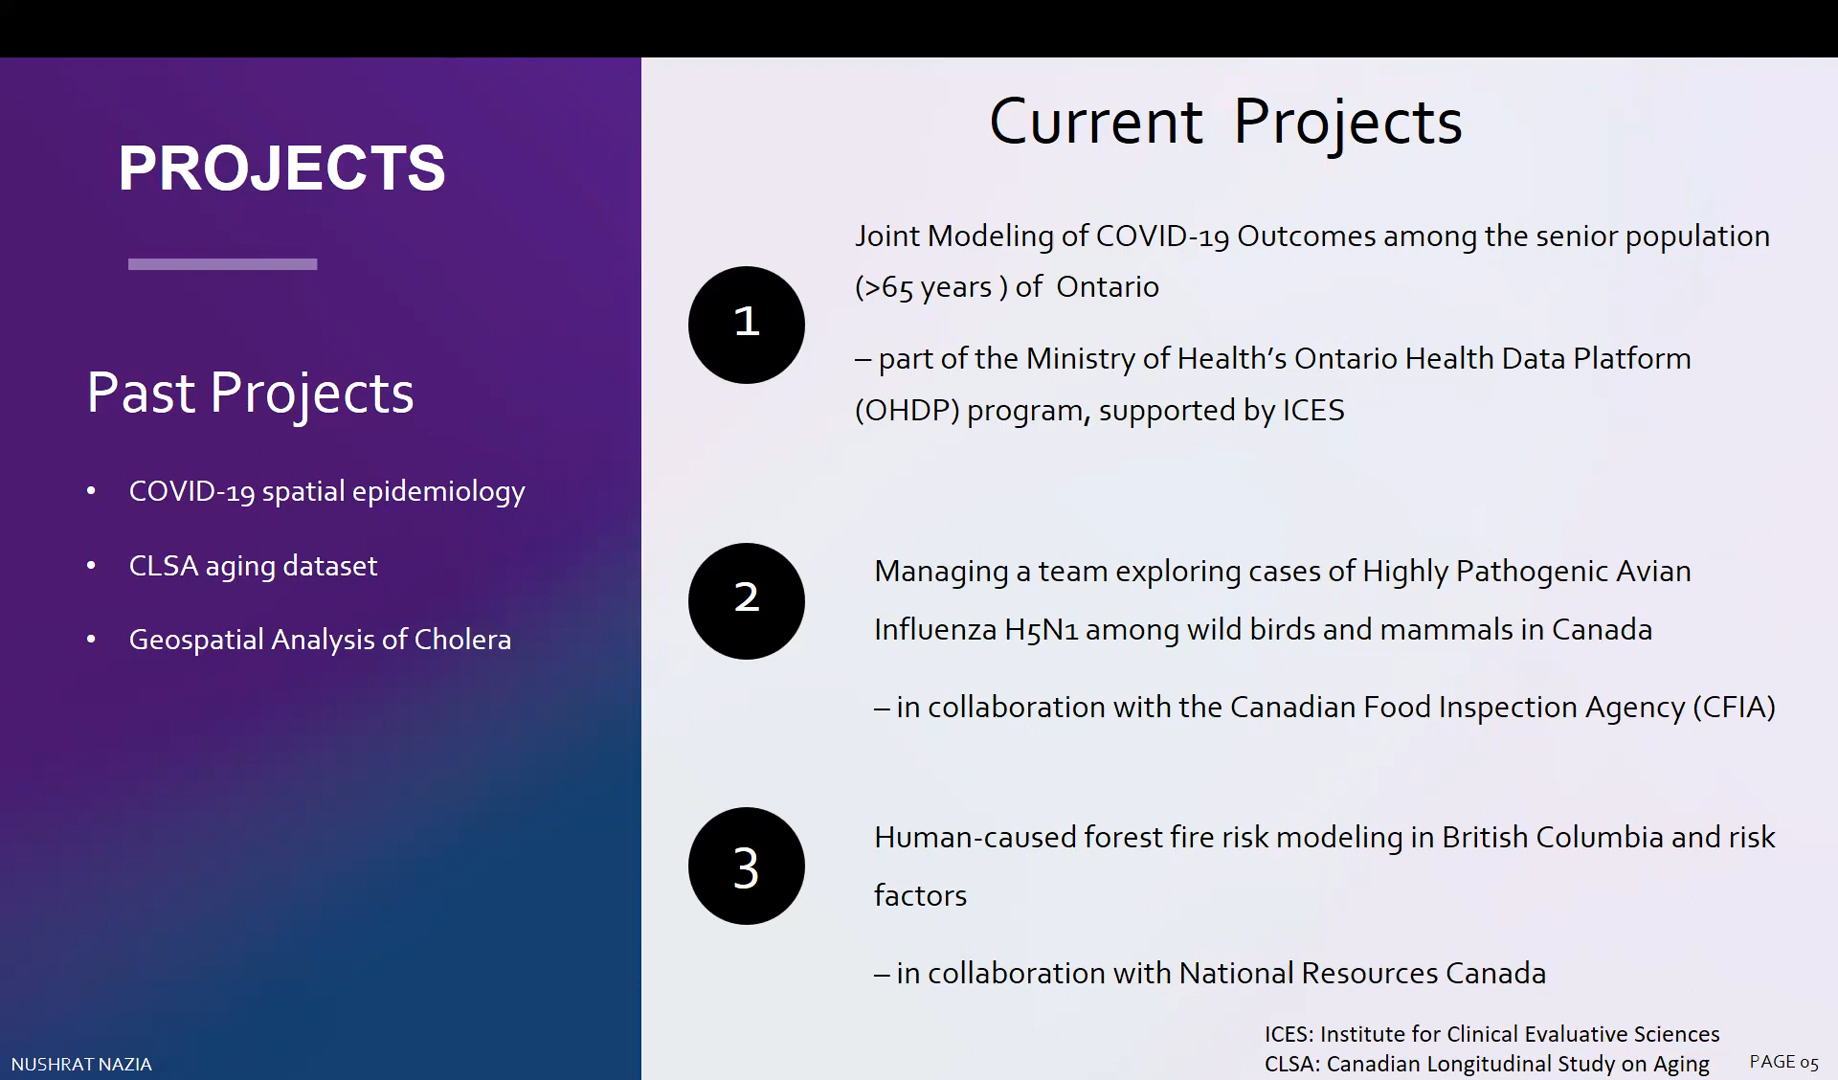 PROJECTS
Past Projects
• COVID-19 spatial epidemiology
• CLSA aging dataset
• Geospatial Analysis of Cholera
NUSHRAT NAZIA
Current Projects
1
Joint Modeling of COVID-19 Outcomes among the senior population
(>65 years ) of Ontario
– part of the Ministry of Health’s Ontario Health Data Platform
(OHDP) program, supported by ICES
2
Managing a team exploring cases of Highly Pathogenic Avian
Influenza H5N1 among wild birds and mammals in Canada
– in collaboration with the Canadian Food Inspection Agency (CFIA)
3
Human-caused forest fire risk modeling in British Columbia and risk
factors
– in collaboration with National Resources Canada
ICES: Institute for Clinical Evaluative Sciences
CLSA: Canadian Longitudinal Study on Aging
PAGE 05